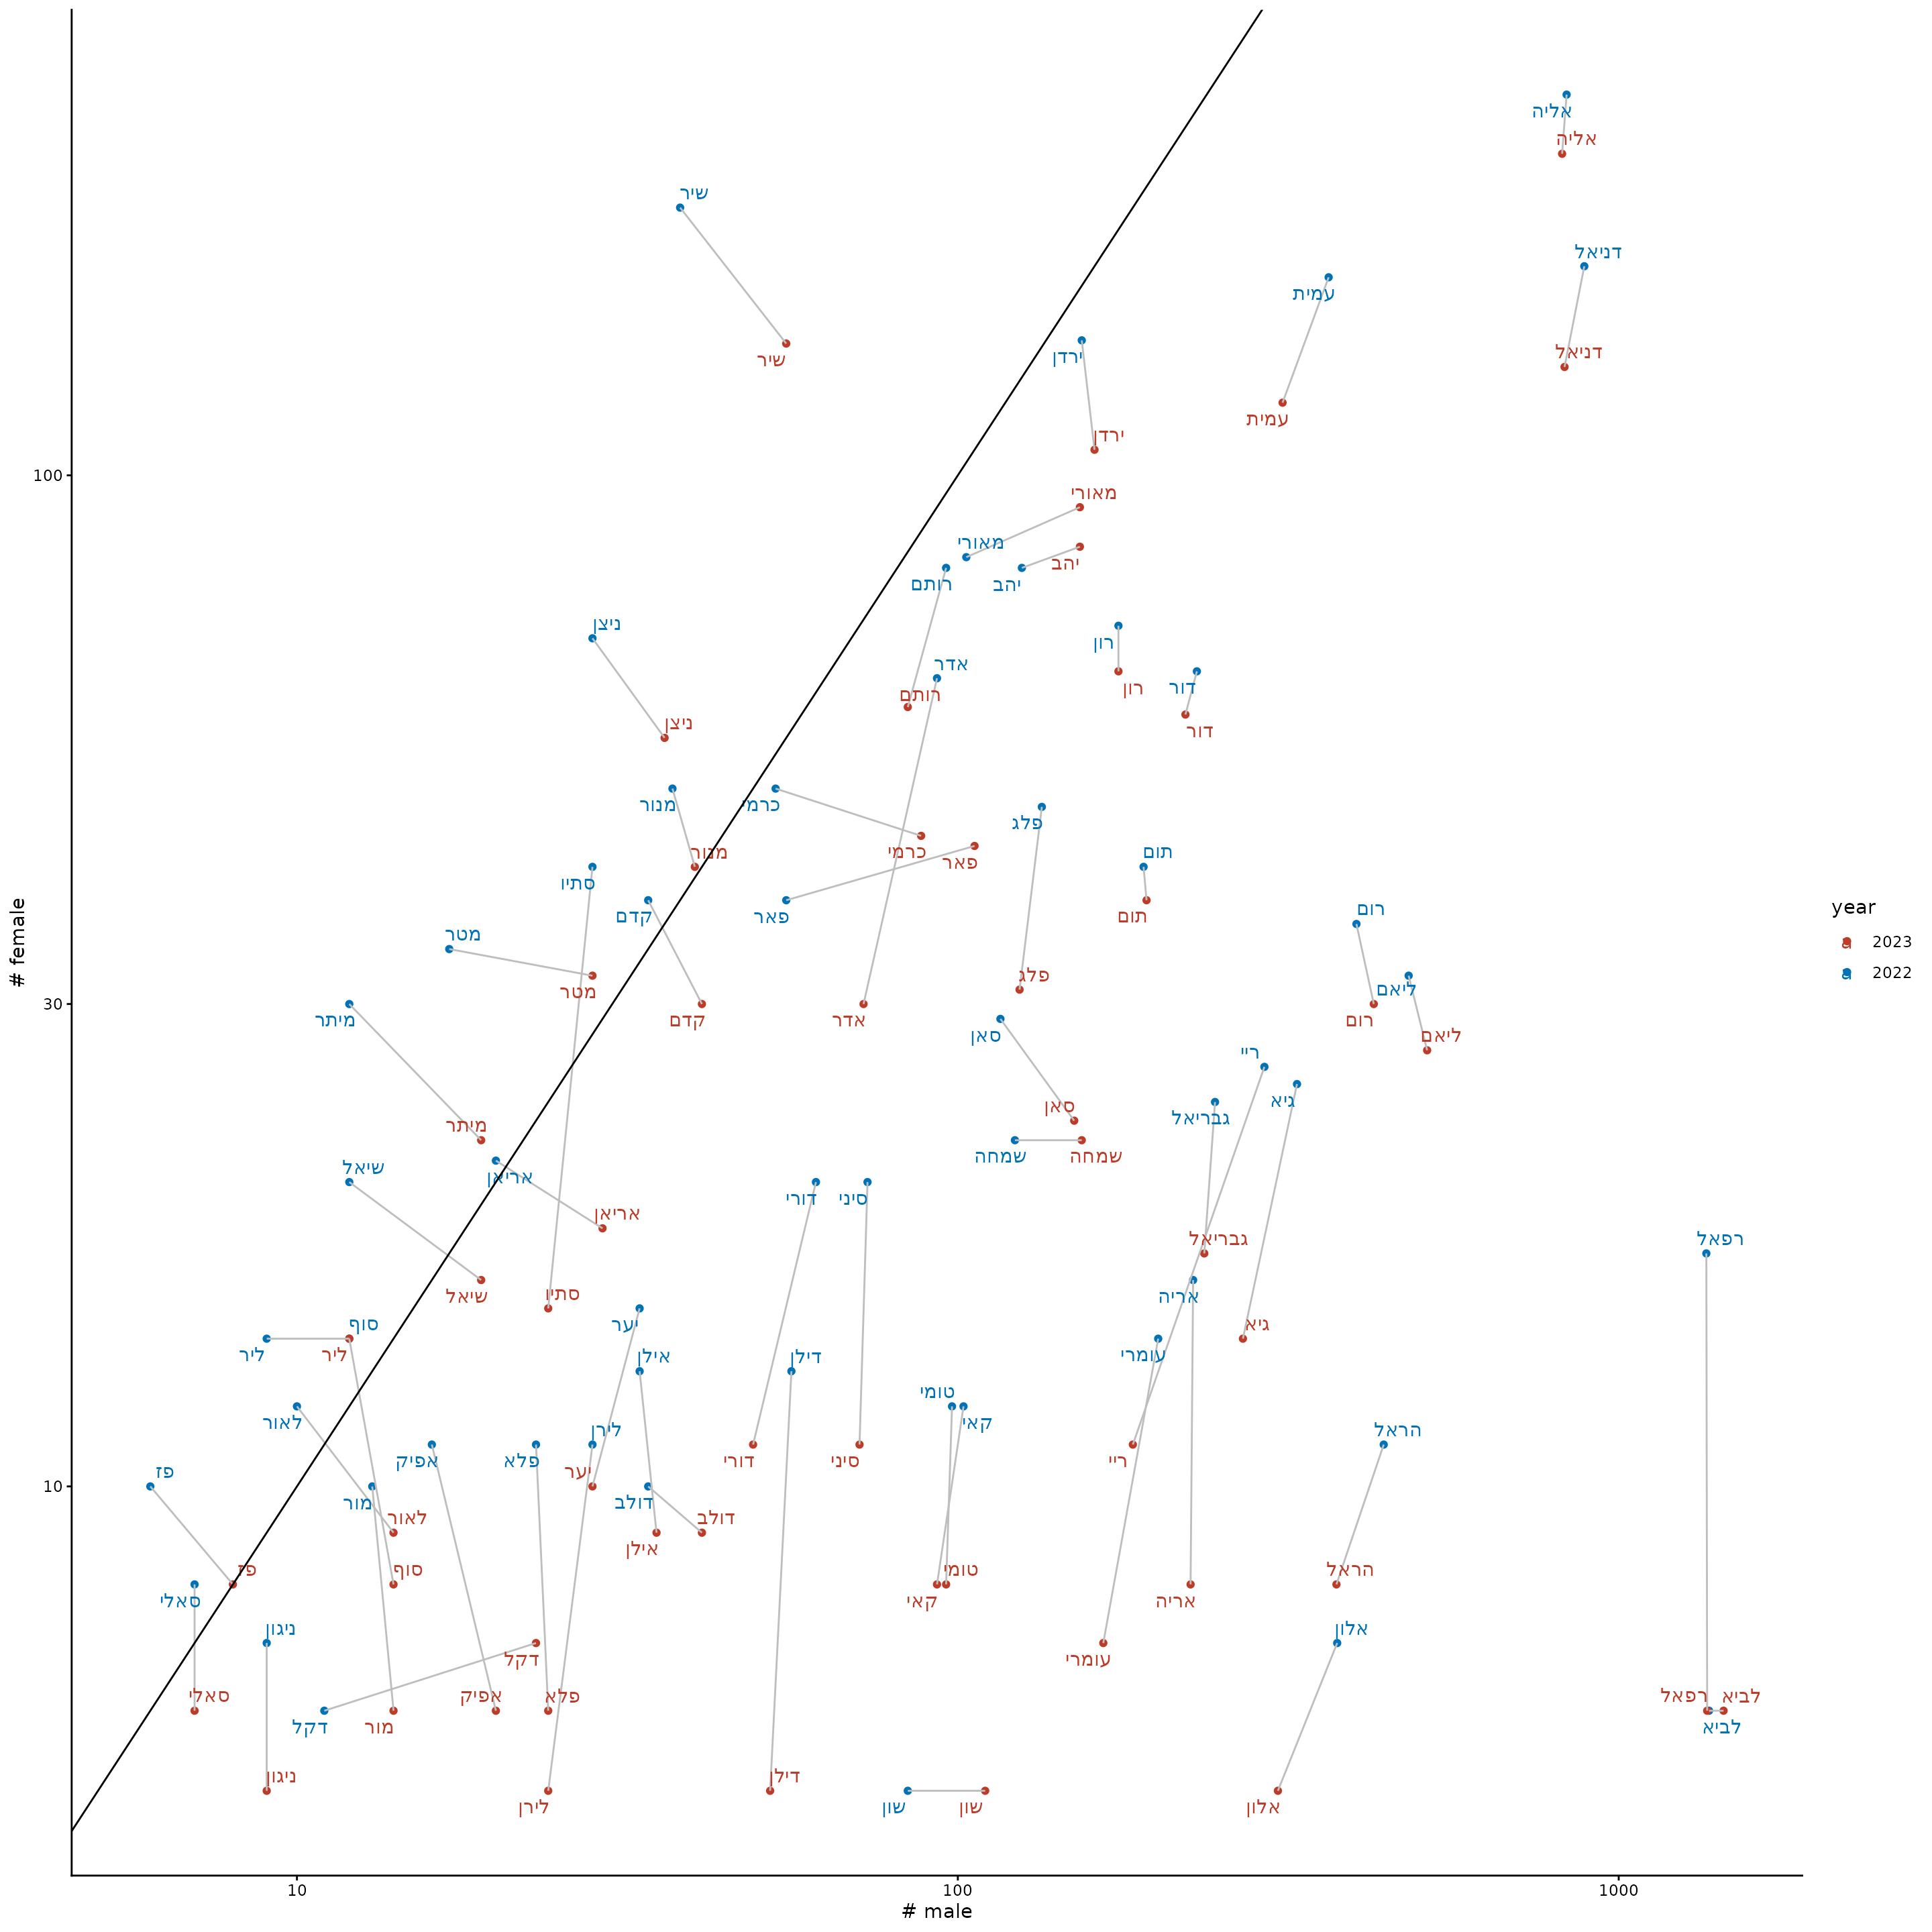 אליה
אליה
שיר
דניאל
עמית
ירדן
דניאל
שיר
עמית
ירדן
100
מאורי
מאורי
יהב
רותם
יהב
ניצן
רון
אדר
דור
רון
רותם
ניצן
דור
מנור
כרמי
פלג
מנור
כרמי
תום
פאר
סתיו
קדם
פאר
תום
רום
מטר
year
# female
2023
2022
מטר
פלג
ליאם
30
מיתר
קדם
אדר
רום
סאן
ליאם
ריי
גיא
סאן
גבריאל
מיתר
שמחה
שמחה
שיאל
אריאן
דורי
סיני
אריאן
גבריאל
רפאל
שיאל
סתיו
אריה
יער
סוף
גיא
ליר
ליר
עומרי
אילן
דילן
טומי
לאור
קאי
לירן
הראל
אפיק
פלא
דורי
סיני
ריי
פז
יער
10
מור
דולב
לאור
דולב
אילן
פז
סוף
טומי
הראל
סאלי
קאי
אריה
ניגון
אלון
דקל
עומרי
סאלי
אפיק
פלא
רפאל
לביא
דקל
מור
לביא
ניגון
דילן
לירן
שון
שון
אלון
10
100
1000
# male